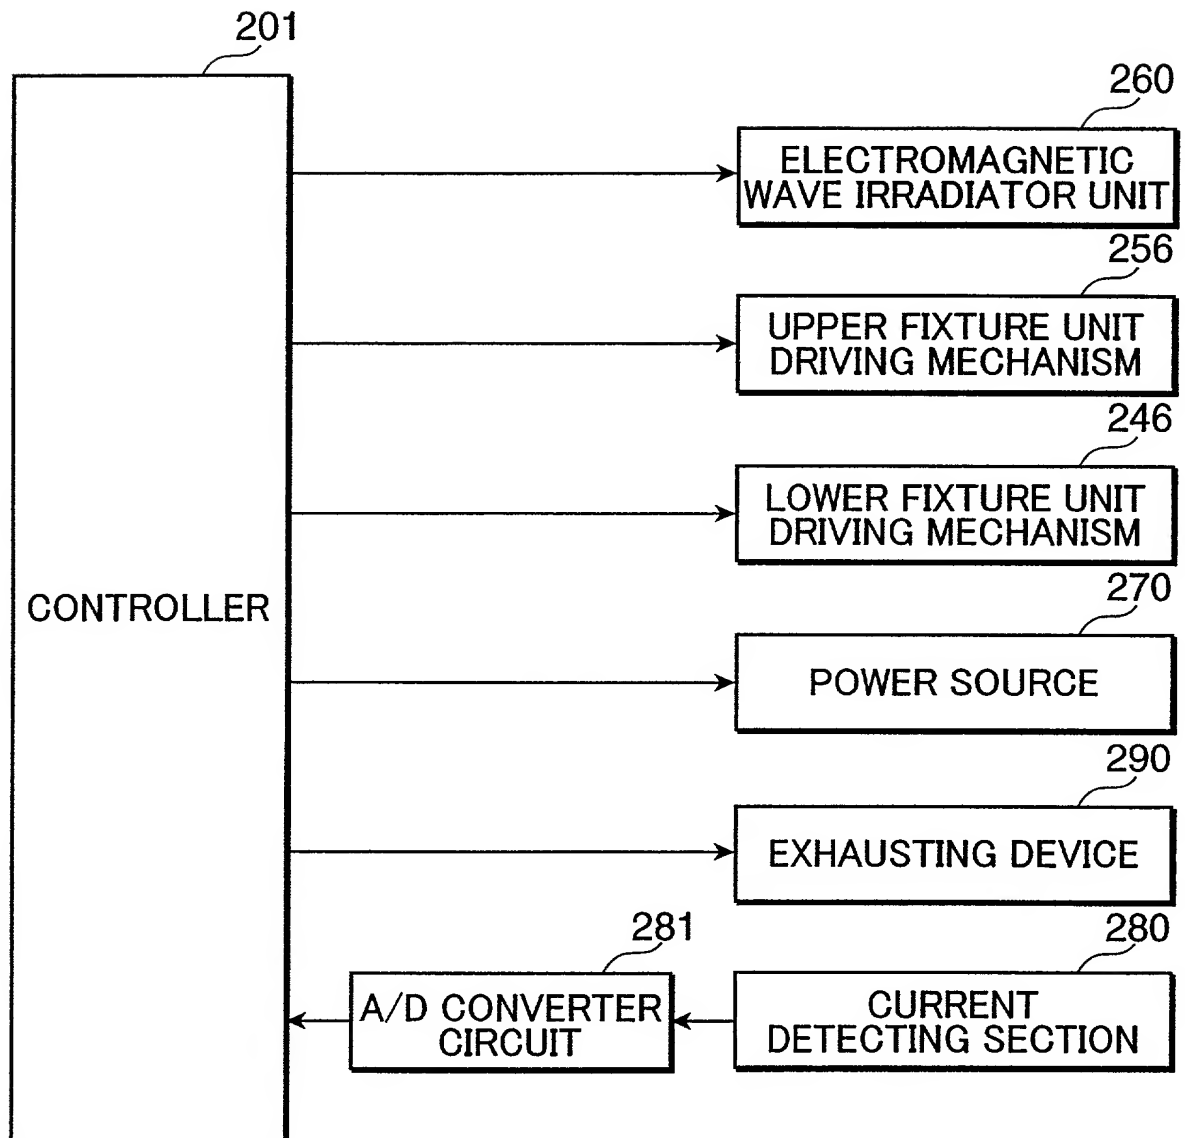 201
260
ELECTROMAGNETIC
WAVE IRRADIATOR UNIT
256
UPPER FIXTURE UNIT
DRIVING MECHANISM
246
LOWER FIXTURE UNIT
DRIVING MECHANISM
CONTROLLER
270
POWER SOURCE
290
EXHAUSTING DEVICE
281
A/D CONVERTER
CIRCUIT
280
CURRENT
DETECTING SECTION